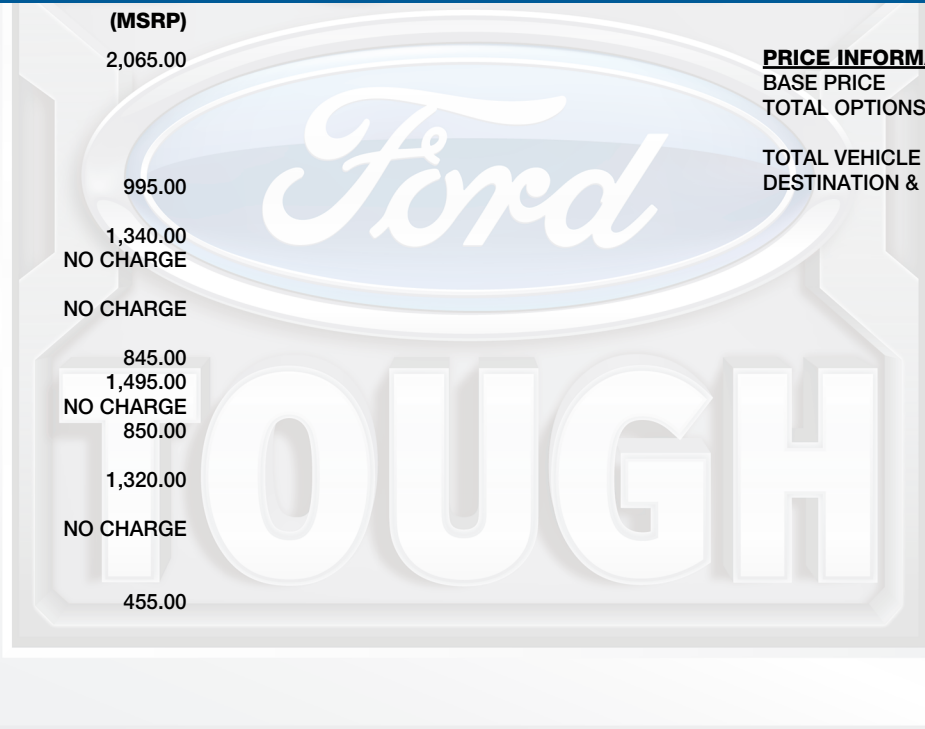 (MSRP)
2,065.00
995.00
1,340.00
NO CHARGE
NO CHARGE
845.00
1,495.00
NO CHARGE
850.00
1,320.00
NO CHARGE
455.00
PRICE INFORMA
BASE PRICE
TOTAL OPTIONS
TOTAL VEHICLE
DESTINATION &
Ford
TOUGH